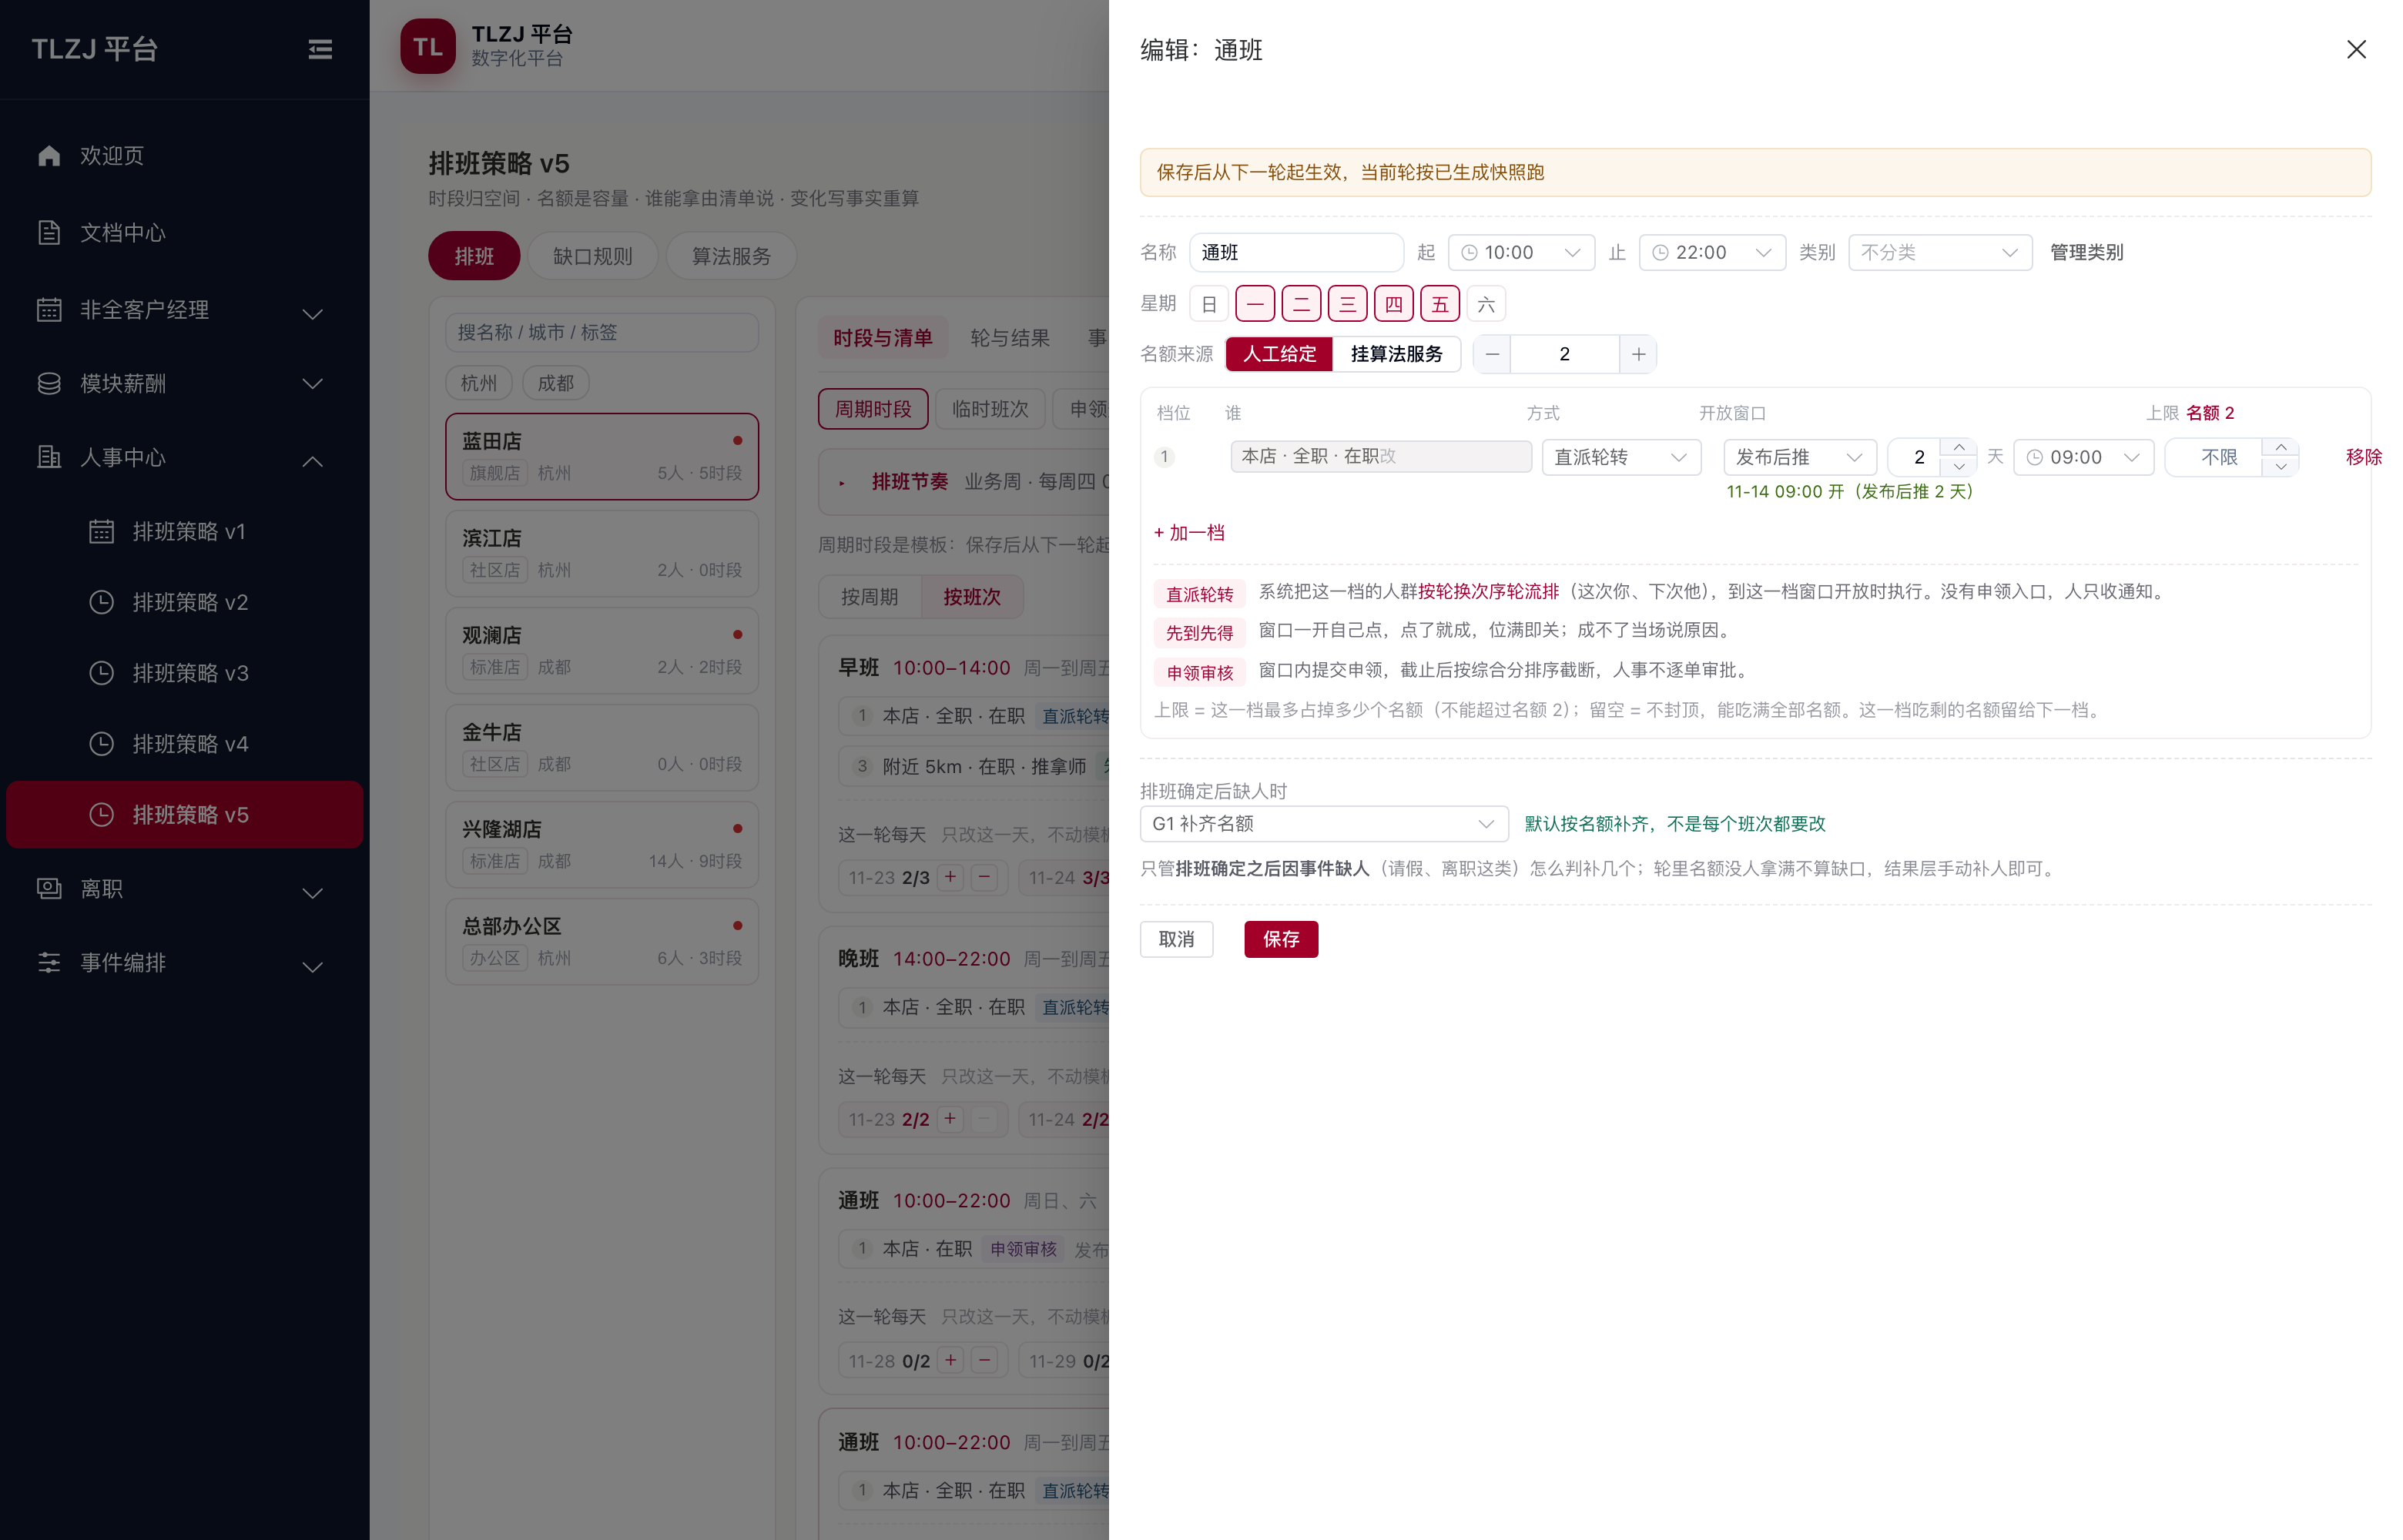 TLZJ 平台
欢迎页
文档中心
非全客户经理
模块薪酬
人事中心
排班策略 v1
排班策略 v2
排班策略 v3
排班策略 v4
排班策略 v5
离职
事件编排
TL
TLZJ 平台
数字化平台
排班策略 v5
时段归空间 · 名额是容量 · 谁能拿由清单说 · 变化写事实重算
排班 缺口规则 算法服务
搜名称 / 城市 / 标签
杭州 成都
蓝田店
旗舰店 杭州 5人 · 5时段
滨江店
社区店 杭州 2人 · 0时段
观澜店
标准店 成都 2人 · 2时段
金牛店
社区店 成都 0人 · 0时段
兴隆湖店
标准店 成都 14人 · 9时段
总部办公区
办公区 杭州 6人 · 3时段
时段与清单 轮与结果 事
周期时段 临时班次 申领
排班节奏 业务周 · 每周四 0
周期时段是模板：保存后从下一轮起
按周期 按班次
早班 10:00–14:00 周一到周五
1 本店 · 全职 · 在职 直派轮转
3 附近 5km · 在职 · 推拿师
这一轮每天 只改这一天，不动模板
11-23 2/3 + − 11-24 3/3
晚班 14:00–22:00 周一到周五
1 本店 · 全职 · 在职 直派轮转
这一轮每天 只改这一天，不动模板
11-23 2/2 + − 11-24 2/2
通班 10:00–22:00 周日、六
1 本店 · 在职 申领审核 发布
这一轮每天 只改这一天，不动模板
11-28 0/2 + − 11-29 0/2
通班 10:00–22:00 周一到周五
1 本店 · 全职 · 在职 直派轮转
编辑：通班
保存后从下一轮起生效，当前轮按已生成快照跑
名称 通班 起 10:00 止 22:00 类别 不分类 管理类别
星期 日 一 二 三 四 五 六
名额来源 人工给定 挂算法服务 − 2 +
档位 谁 方式 开放窗口 上限 名额 2
1 本店 · 全职 · 在职改 直派轮转 发布后推 2 天 09:00 不限 移除
11-14 09:00 开（发布后推 2 天）
+ 加一档
直派轮转 系统把这一档的人群按轮换次序轮流排（这次你、下次他），到这一档窗口开放时执行。没有申领入口，人只收通知。
先到先得 窗口一开自己点，点了就成，位满即关；成不了当场说原因。
申领审核 窗口内提交申领，截止后按综合分排序截断，人事不逐单审批。
上限 = 这一档最多占掉多少个名额（不能超过名额 2）；留空 = 不封顶，能吃满全部名额。这一档吃剩的名额留给下一档。
排班确定后缺人时
G1 补齐名额 默认按名额补齐，不是每个班次都要改
只管排班确定之后因事件缺人（请假、离职这类）怎么判补几个；轮里名额没人拿满不算缺口，结果层手动补人即可。
取消 保存